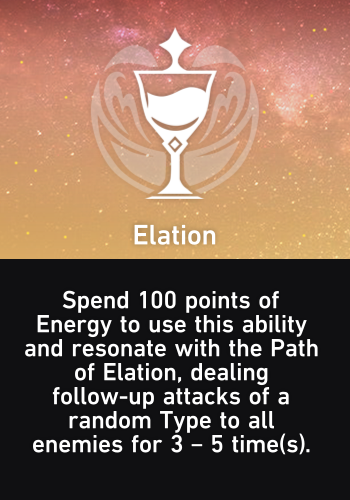 Elation
Spend 100 points of
Energy to use this ability
and resonate with the Path
of Elation, dealing
follow-up attacks of a
random Type to all
enemies for 3 – 5 time(s).